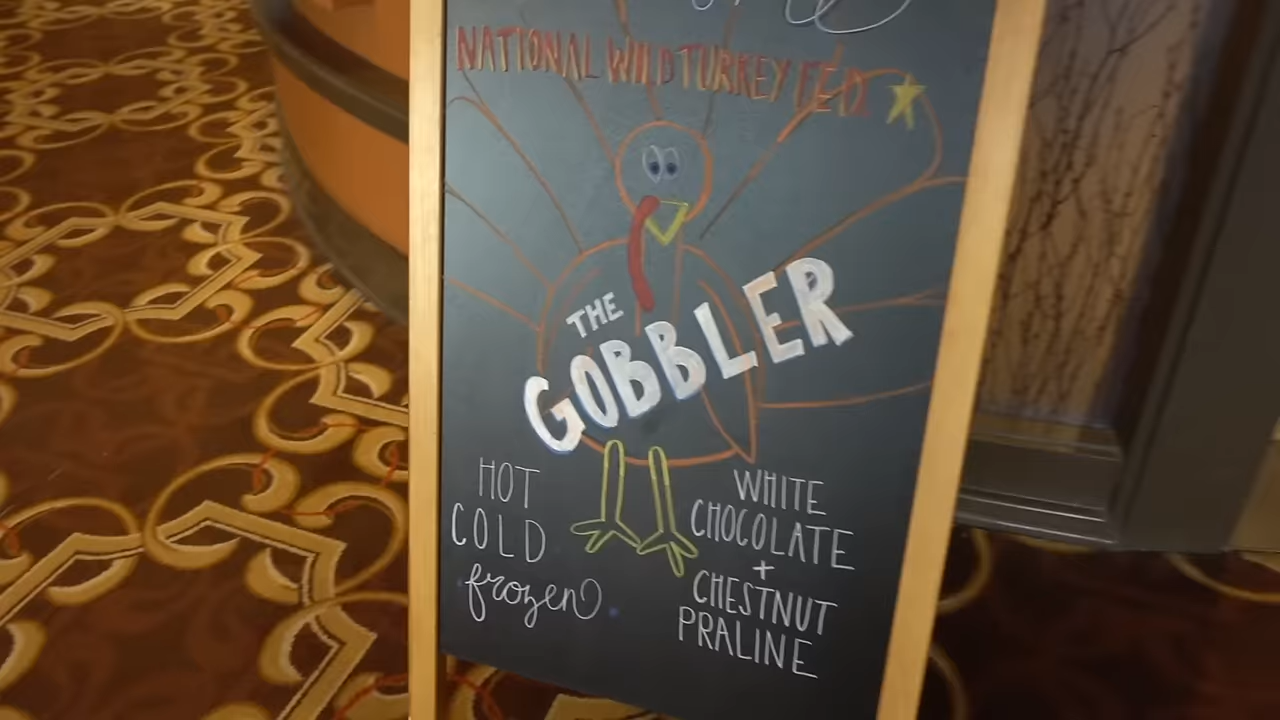 NATIONAL WILD TURKEY FED.
THE
GOBBLER
HOT
COLD
frozen
WHITE
CHOCOLATE
+
CHESTNUT
PRALINE